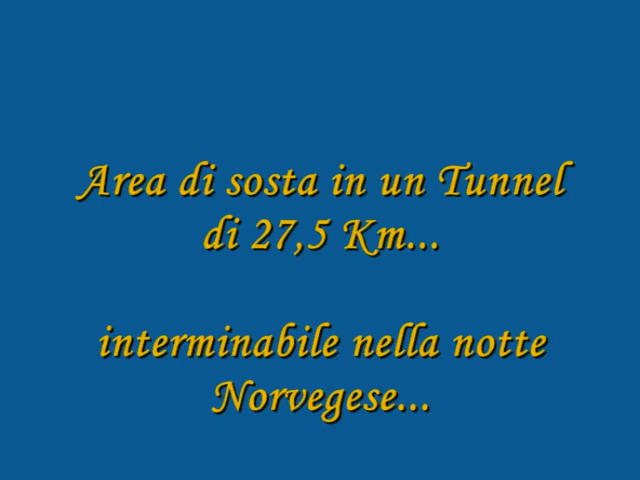 Area di sosta in un Tunnel
di 27,5 Km...
interminabile nella notte
Norvegese...